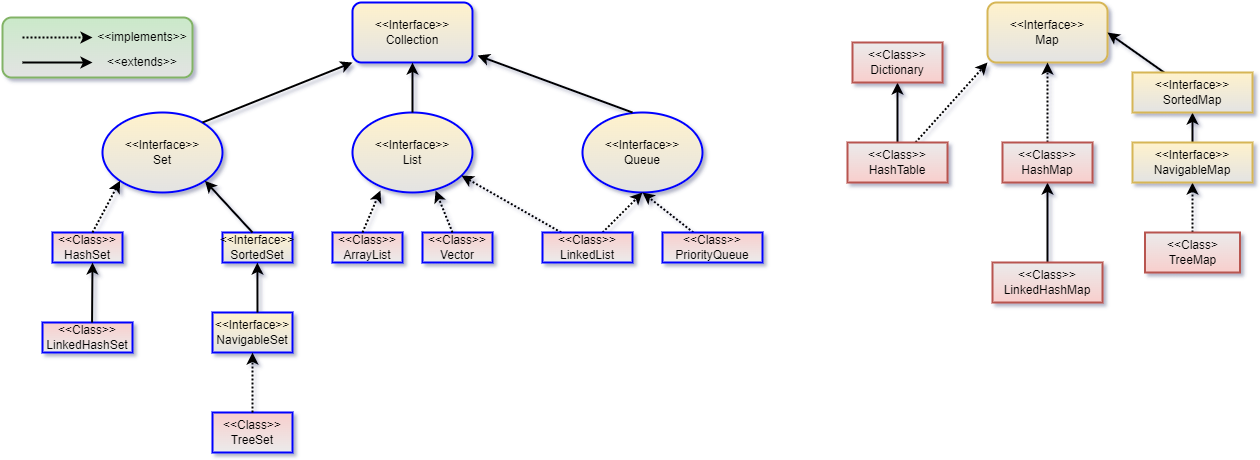 <<implements>>
<<extends>>
<<Interface>>
Collection
<<Interface>>
Set
<<Interface>>
List
<<Interface>>
Queue
<<Class>>
HashSet
<<Interface>>
SortedSet
<<Class>>
ArrayList
<<Class>>
Vector
<<Class>>
LinkedList
<<Class>>
PriorityQueue
<<Class>>
LinkedHashSet
<<Interface>>
NavigableSet
<<Class>>
TreeSet
<<Interface>>
Map
<<Class>>
Dictionary
<<Interface>>
SortedMap
<<Class>>
HashTable
<<Class>>
HashMap
<<Interface>>
NavigableMap
<<Class>
TreeMap
<<Class>>
LinkedHashMap